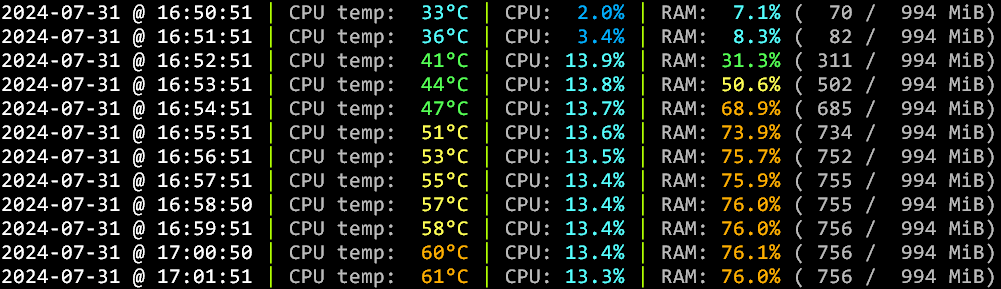 2024-07-31 @ 16:50:51 | CPU temp: 33°C | CPU: 2.0% | RAM: 7.1% ( 70 / 994 MiB)
2024-07-31 @ 16:51:51 | CPU temp: 36°C | CPU: 3.4% | RAM: 8.3% ( 82 / 994 MiB)
2024-07-31 @ 16:52:51 | CPU temp: 41°C | CPU: 13.9% | RAM: 31.3% ( 311 / 994 MiB)
2024-07-31 @ 16:53:51 | CPU temp: 44°C | CPU: 13.8% | RAM: 50.6% ( 502 / 994 MiB)
2024-07-31 @ 16:54:51 | CPU temp: 47°C | CPU: 13.7% | RAM: 68.9% ( 685 / 994 MiB)
2024-07-31 @ 16:55:51 | CPU temp: 51°C | CPU: 13.6% | RAM: 73.9% ( 734 / 994 MiB)
2024-07-31 @ 16:56:51 | CPU temp: 53°C | CPU: 13.5% | RAM: 75.7% ( 752 / 994 MiB)
2024-07-31 @ 16:57:51 | CPU temp: 55°C | CPU: 13.4% | RAM: 75.9% ( 755 / 994 MiB)
2024-07-31 @ 16:58:50 | CPU temp: 57°C | CPU: 13.4% | RAM: 76.0% ( 755 / 994 MiB)
2024-07-31 @ 16:59:51 | CPU temp: 58°C | CPU: 13.4% | RAM: 76.0% ( 756 / 994 MiB)
2024-07-31 @ 17:00:50 | CPU temp: 60°C | CPU: 13.4% | RAM: 76.1% ( 756 / 994 MiB)
2024-07-31 @ 17:01:51 | CPU temp: 61°C | CPU: 13.3% | RAM: 76.0% ( 756 / 994 MiB)